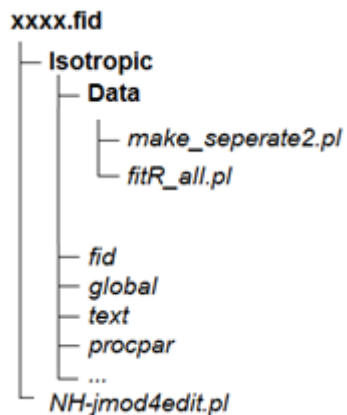 xxxx.fid
Isotropic
Data
make_seperate2.pl
fitR_all.pl
fid
global
text
procpar
...
NH-jmod4edit.pl